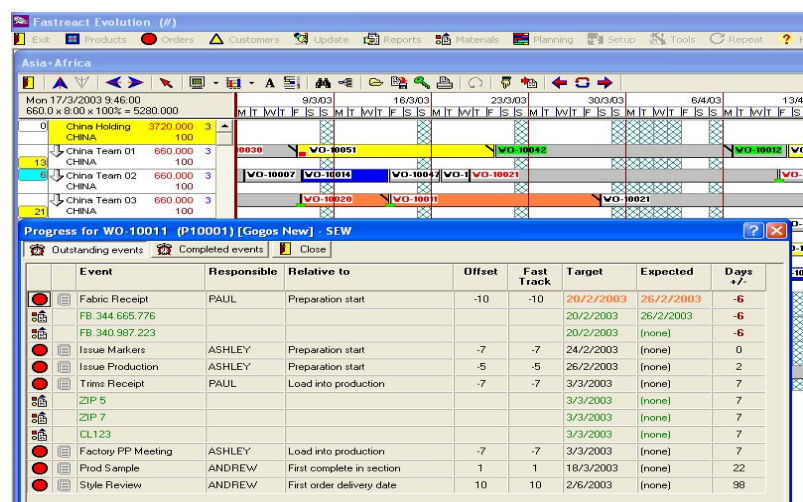 Fastreact Evolution (#)
Exit Products Orders Customers Update Reports Materials Planning Setup Tools Repeat ? H
Asia+Africa
Mon 17/3/2003 9:46:00 9/3/03 16/3/03 23/3/03 30/3/03 6/4/03 13/4
660.0 x 8:00 x 100% = 5280.000 M T W T F S S M T W T F S S M T W T F S S M T W T F S S M T W T F S S M T W T F S
0 China Holding 3720.000 3
CHINA 100
China Team 01 660.000 3 10030 WO-10051 WO-10042 WO-10012 WO
13 CHINA 100
6 China Team 02 660.000 3 WO-10007 WO-10014 WO-10047 WO-1 WO-10021 WO-
CHINA 100
China Team 03 660.000 3 WO-10020 WO-10011 WO-10021
21 CHINA 100
Progress for WO-10011 (P10001) [Gogos New] - SEW
Outstanding events Completed events Close
Event Responsible Relative to Offset Fast Track Target Expected Days +/-
Fabric Receipt PAUL Preparation start -10 -10 20/2/2003 26/2/2003 -6
FB.344.665.776 20/2/2003 26/2/2003 -6
FB.340.987.223 20/2/2003 (none) -6
Issue Markers ASHLEY Preparation start -7 -7 24/2/2003 (none) 0
Issue Production ASHLEY Preparation start -5 -5 26/2/2003 (none) 2
Trims Receipt PAUL Load into production -7 -7 3/3/2003 (none) 7
ZIP 5 3/3/2003 (none) 7
ZIP 7 3/3/2003 (none) 7
CL123 3/3/2003 (none) 7
Factory PP Meeting ASHLEY Load into production -7 -7 3/3/2003 (none) 7
Prod Sample ANDREW First complete in section 1 1 18/3/2003 (none) 22
Style Review ANDREW First order delivery date 10 10 2/6/2003 (none) 98